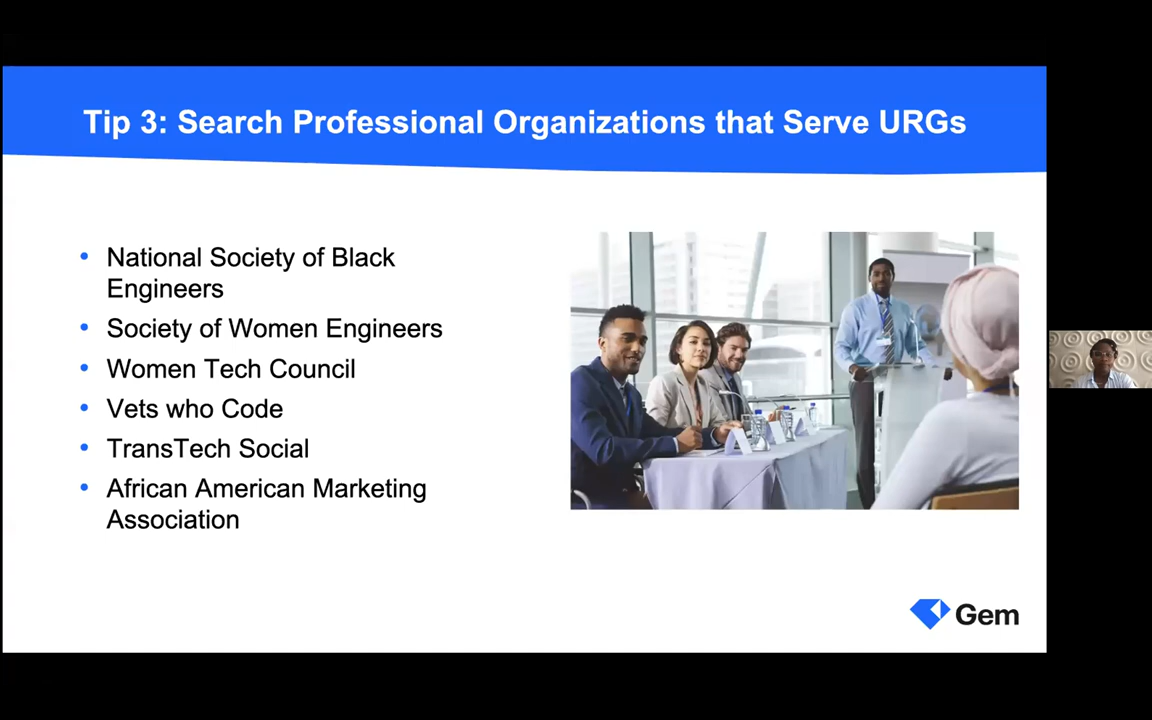 Tip 3: Search Professional Organizations that Serve URGs
National Society of Black
Engineers
Society of Women Engineers
Women Tech Council
Vets who Code
TransTech Social
African American Marketing
Association
Gem